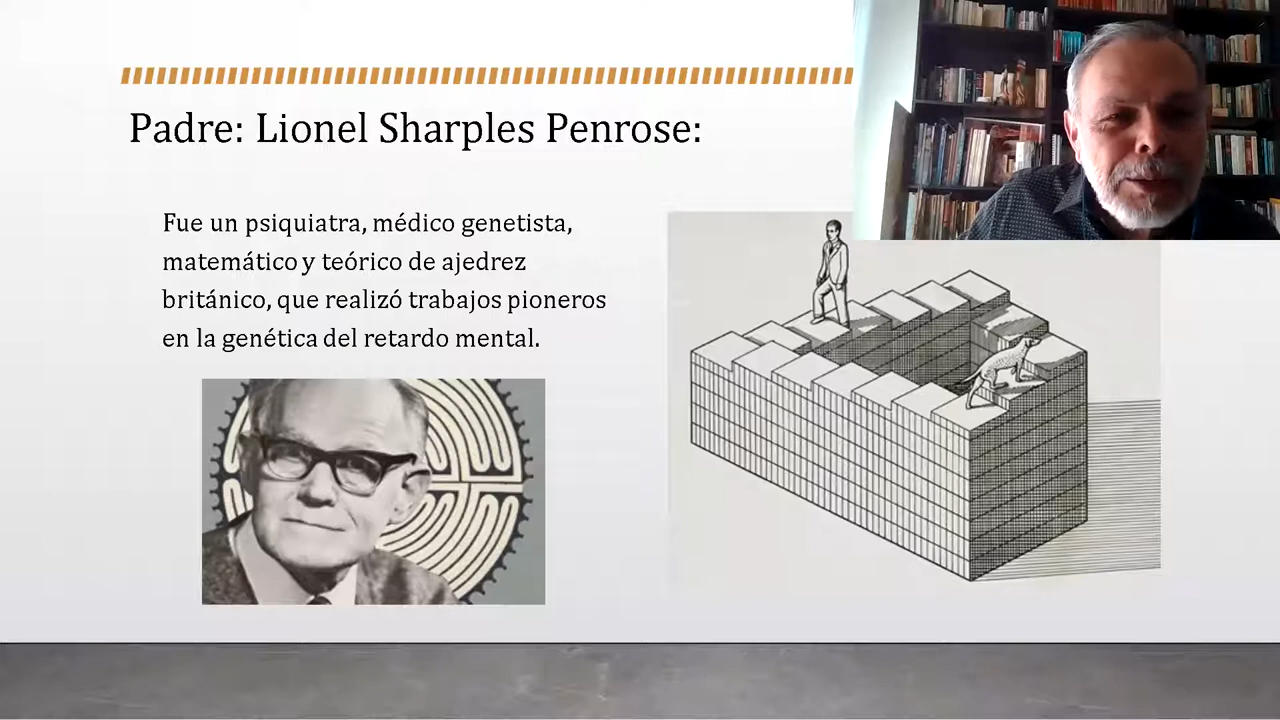 Padre: Lionel Sharples Penrose:
Fue un psiquiatra, médico genetista,
matemático y teórico de ajedrez
británico, que realizó trabajos pioneros
en la genética del retardo mental.